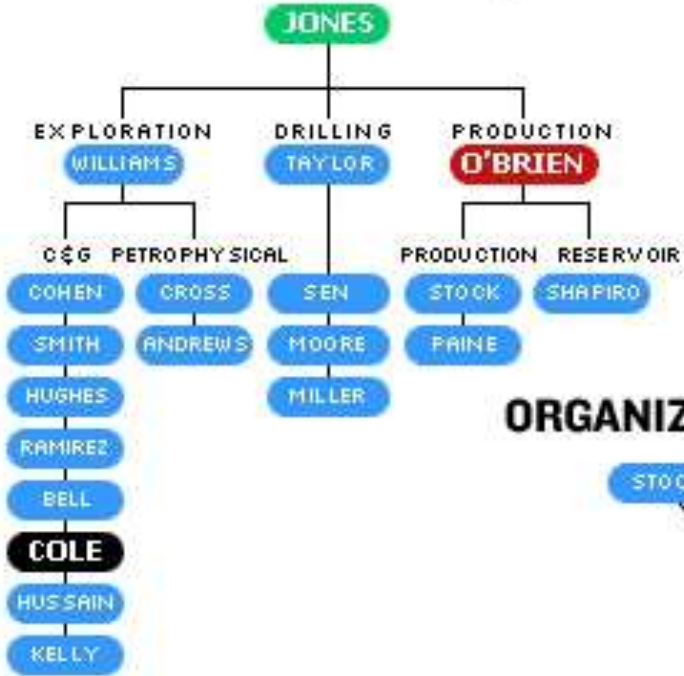 JONES
EXPLORATION DRILLING PRODUCTION
WILLIAMS TAYLOR O'BRIEN
C$G PETROPHYSICAL PRODUCTION RESERVOIR
COHEN CROSS SEN STOCK SHAPIRO
SMITH ANDREWS MOORE PAINE
HUGHES MILLER
ORGANIZ
RAMIREZ
STOC
BELL
COLE
HUSSAIN
KELLY